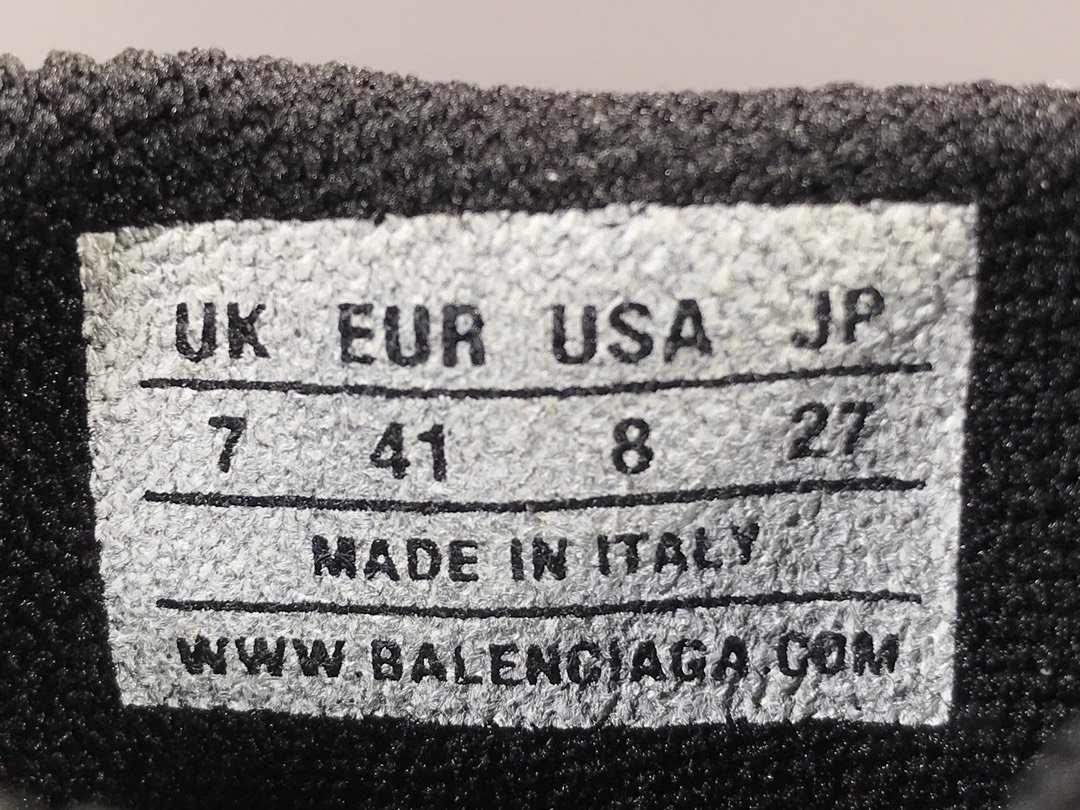 UK EUR USA JP
7 41 8 27
MADE IN ITALY
WWW.BALENCIAGA.COM